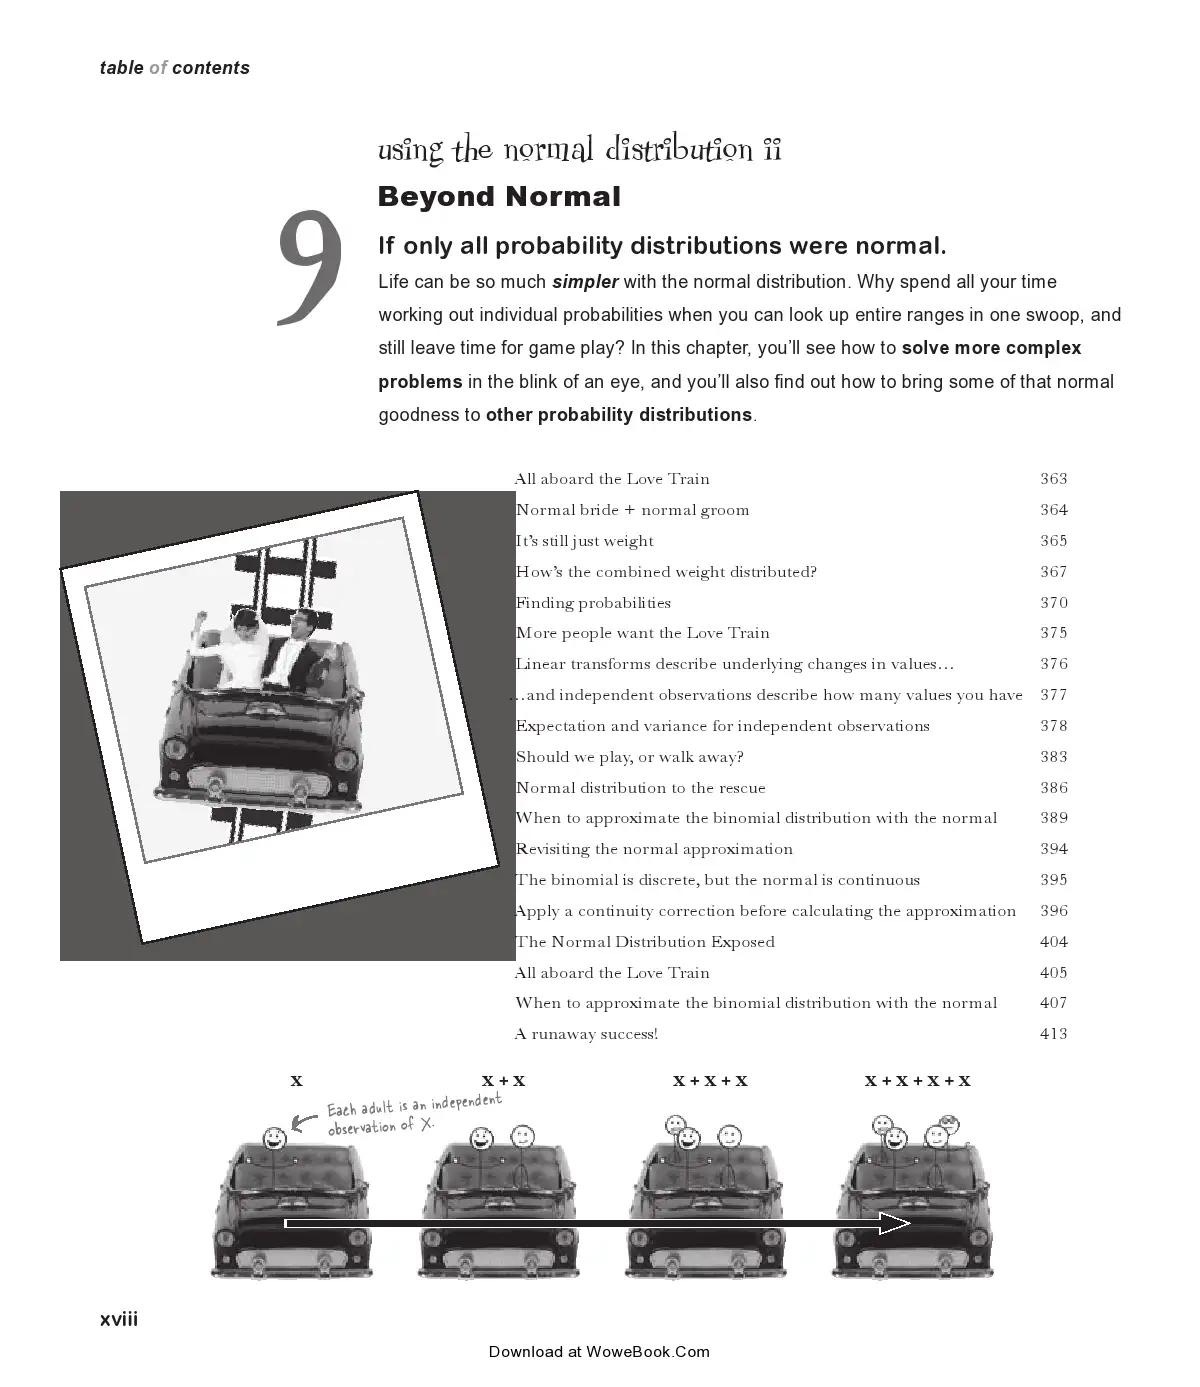 table of contents
using the normal distribution ii
Beyond Normal
9
If only all probability distributions were normal.
Life can be so much simpler with the normal distribution. Why spend all your time
working out individual probabilities when you can look up entire ranges in one swoop, and
still leave time for game play? In this chapter, you’ll see how to solve more complex
problems in the blink of an eye, and you’ll also find out how to bring some of that normal
goodness to other probability distributions.
All aboard the Love Train 363
Normal bride + normal groom 364
It’s still just weight 365
How’s the combined weight distributed? 367
Finding probabilities 370
More people want the Love Train 375
Linear transforms describe underlying changes in values… 376
…and independent observations describe how many values you have 377
Expectation and variance for independent observations 378
Should we play, or walk away? 383
Normal distribution to the rescue 386
When to approximate the binomial distribution with the normal 389
Revisiting the normal approximation 394
The binomial is discrete, but the normal is continuous 395
Apply a continuity correction before calculating the approximation 396
The Normal Distribution Exposed 404
All aboard the Love Train 405
When to approximate the binomial distribution with the normal 407
A runaway success! 413
X X + X X + X + X X + X + X + X
Each adult is an independent
observation of X.
xviii
Download at WoweBook.Com